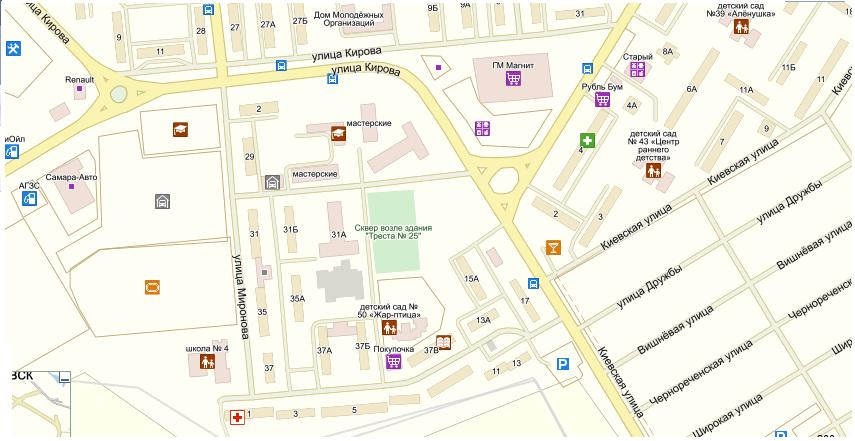 улица Кирова
31
9
11
28
27
27А
27Б
Дом Молодёжных
Организаций
9Б
9А
31
детский сад
№39 «Алёнушка»
11Б
11
улица Кирова
улица Кирова
ГМ Магнит
Старый
8А
Renault
Рубль Бум
6А
11А
4А
2
мастерские
9
7
иОйл
29
4
детский сад
№ 43 «Центр
раннего
детства»
Киевская улица
Самара-Авто
мастерские
АГЗС
улица Дружбы
2
3
31
31Б
31А
Сквер возле здания
"Треста № 25"
Киевская улица
Вишнёвая улица
улица Миронова
15А
улица Дружбы
35
35А
17
детский сад №
50 «Жар-птица»
13А
Вишнёвая улица
школа № 4
37А
37Б
Покупочка
37В
37
13
11
P
Киевская улица
Чернореченская улица
ВСК
1
3
5
Широкая улица